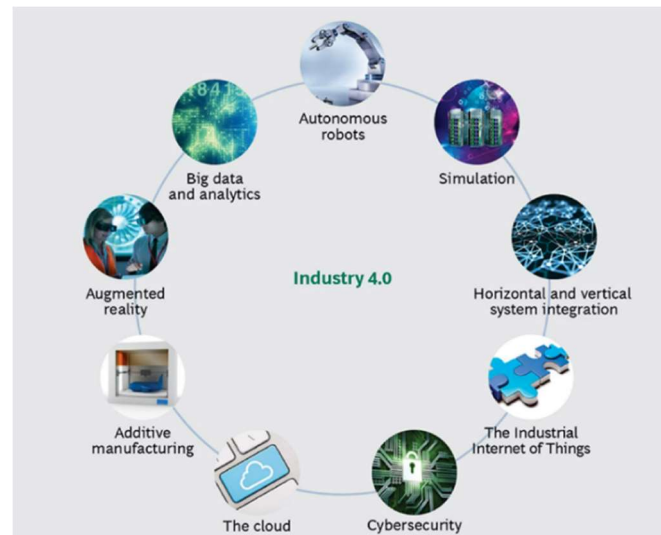 Autonomous
robots
Simulation
Horizontal and vertical
system integration
The Industrial
Internet of Things
Cybersecurity
The cloud
Additive
manufacturing
Augmented
reality
Big data
and analytics
Industry 4.0